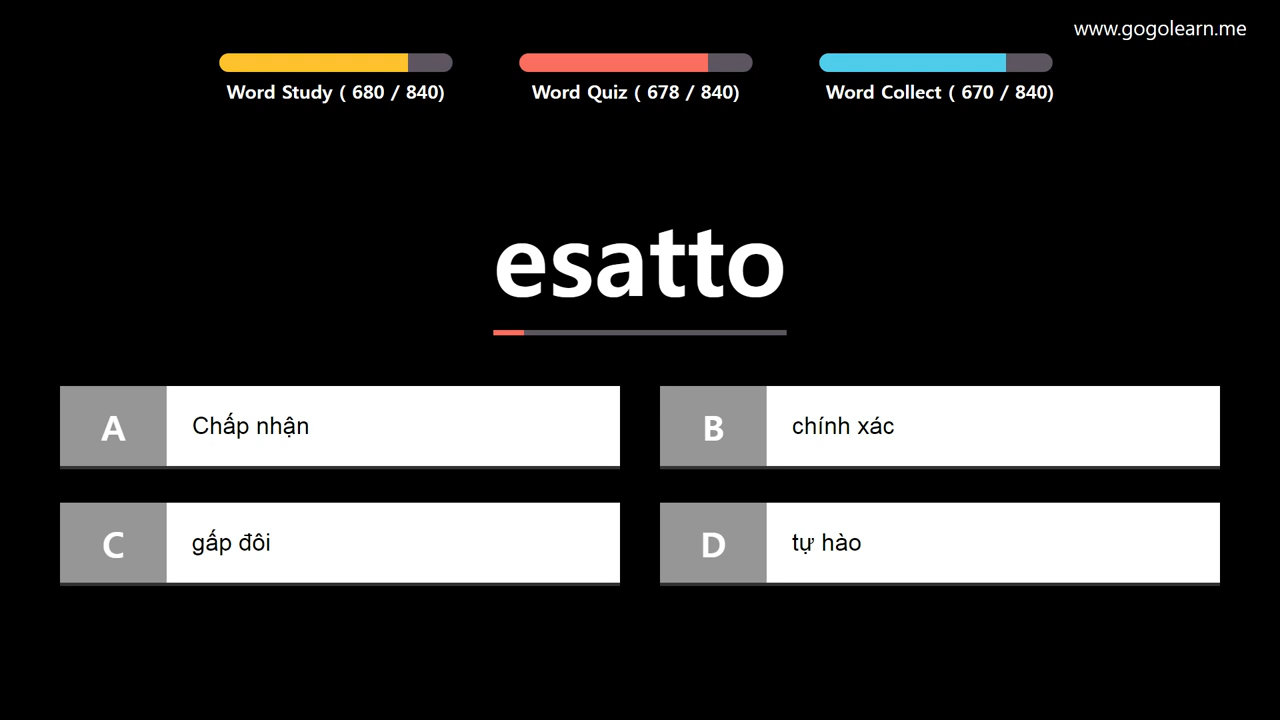 www.gogolearn.me
Word Study ( 680 / 840)
Word Quiz ( 678 / 840)
Word Collect ( 670 / 840)
esatto
A
Chấp nhận
B
chính xác
C
gấp đôi
D
tự hào